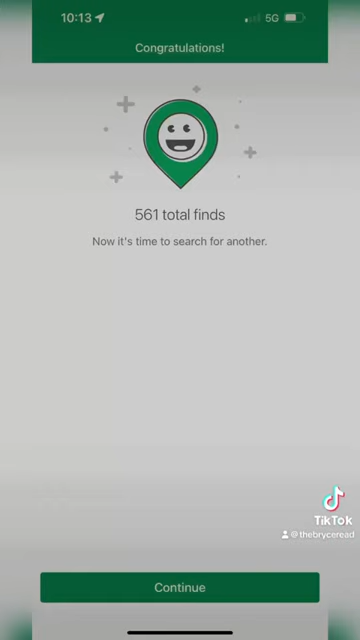 10:13
5G
Congratulations!
561 total finds
Now it's time to search for another.
TikTok
@thebryceread
Continue